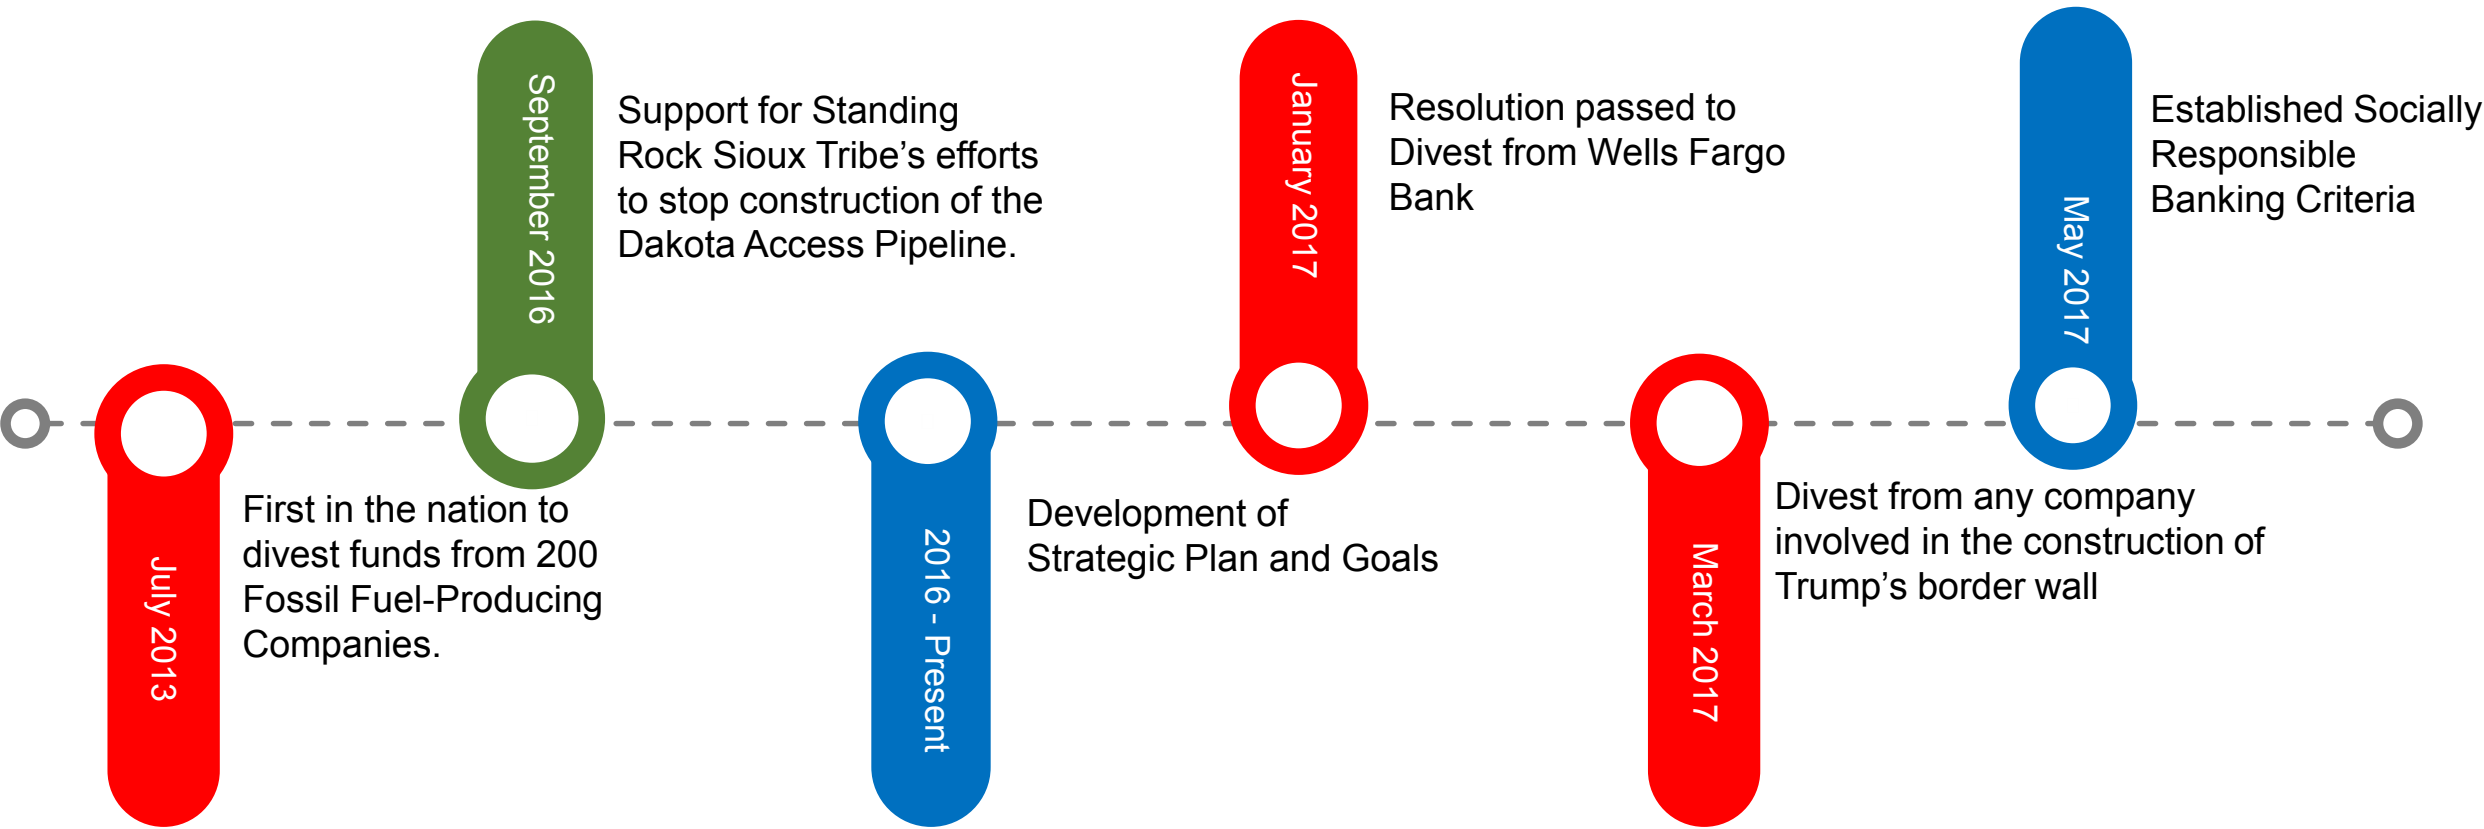 July 2013
First in the nation to
divest funds from 200
Fossil Fuel-Producing
Companies.
September 2016
Support for Standing
Rock Sioux Tribe’s efforts
to stop construction of the
Dakota Access Pipeline.
2016 - Present
Development of
Strategic Plan and Goals
January 2017
Resolution passed to
Divest from Wells Fargo
Bank
March 2017
Divest from any company
involved in the construction of
Trump’s border wall
May 2017
Established Socially
Responsible
Banking Criteria